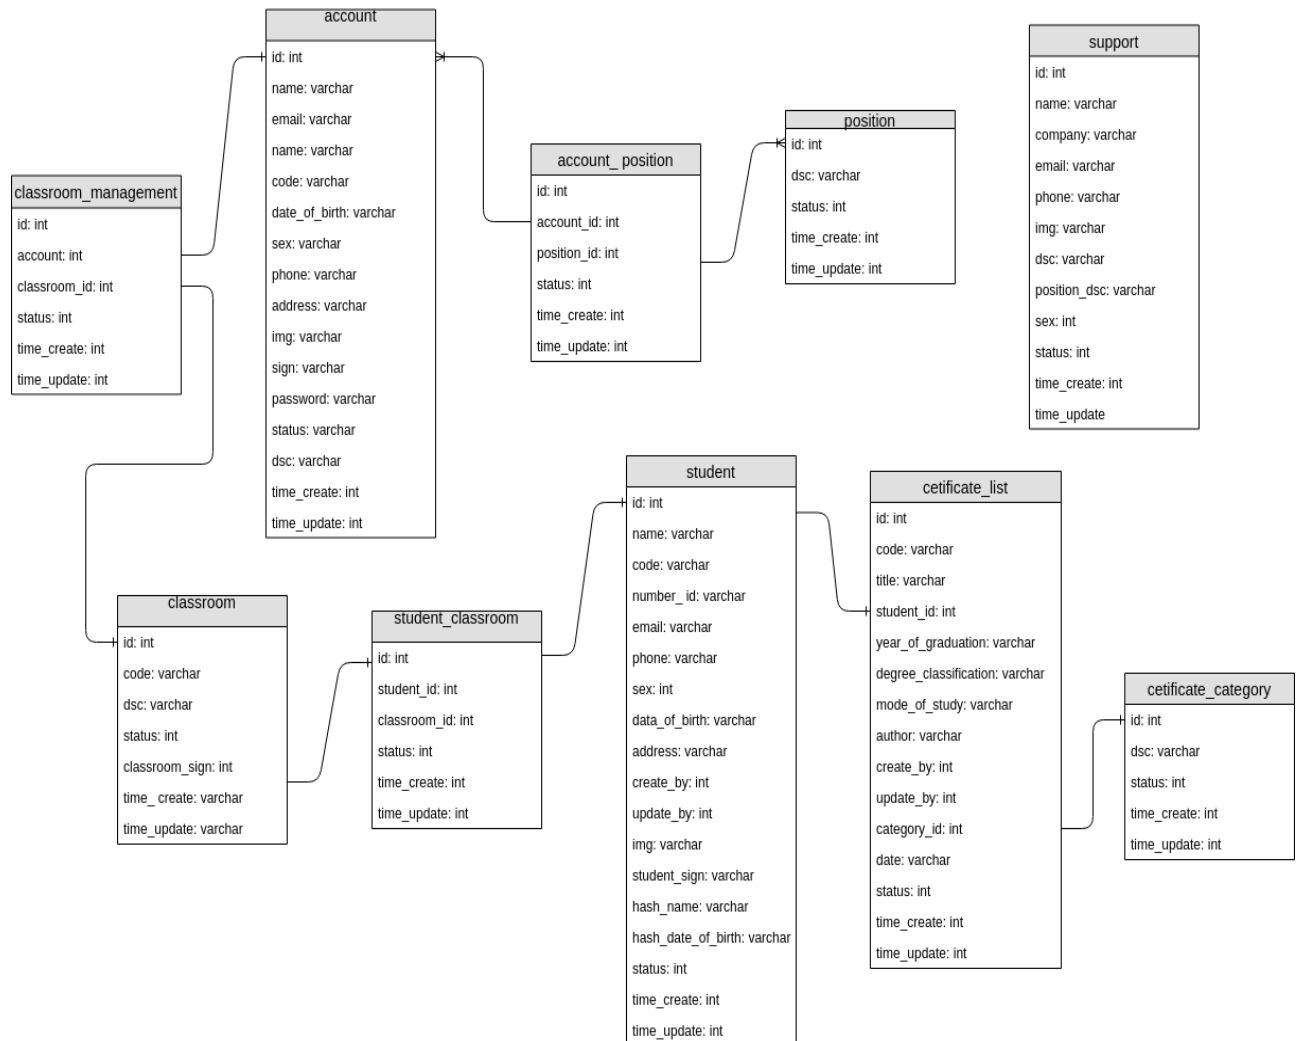 account
id: int
name: varchar
email: varchar
name: varchar
code: varchar
date_of_birth: varchar
sex: varchar
phone: varchar
address: varchar
img: varchar
sign: varchar
password: varchar
status: varchar
dsc: varchar
time_create: int
time_update: int
support
id: int
name: varchar
company: varchar
email: varchar
phone: varchar
img: varchar
dsc: varchar
position_dsc: varchar
sex: int
status: int
time_create: int
time_update
position
id: int
dsc: varchar
status: int
time_create: int
time_update: int
account_ position
id: int
account_id: int
position_id: int
status: int
time_create: int
time_update: int
classroom_management
id: int
account: int
classroom_id: int
status: int
time_create: int
time_update: int
student
id: int
name: varchar
code: varchar
number_ id: varchar
email: varchar
phone: varchar
sex: int
data_of_birth: varchar
address: varchar
create_by: int
update_by: int
img: varchar
student_sign: varchar
hash_name: varchar
hash_date_of_birth: varchar
status: int
time_create: int
time_update: int
cetificate_list
id: int
code: varchar
title: varchar
student_id: int
year_of_graduation: varchar
degree_classification: varchar
mode_of_study: varchar
author: varchar
create_by: int
update_by: int
category_id: int
date: varchar
status: int
time_create: int
time_update: int
classroom
id: int
code: varchar
dsc: varchar
status: int
classroom_sign: int
time_ create: varchar
time_update: varchar
student_classroom
id: int
student_id: int
classroom_id: int
status: int
time_create: int
time_update: int
cetificate_category
id: int
dsc: varchar
status: int
time_create: int
time_update: int